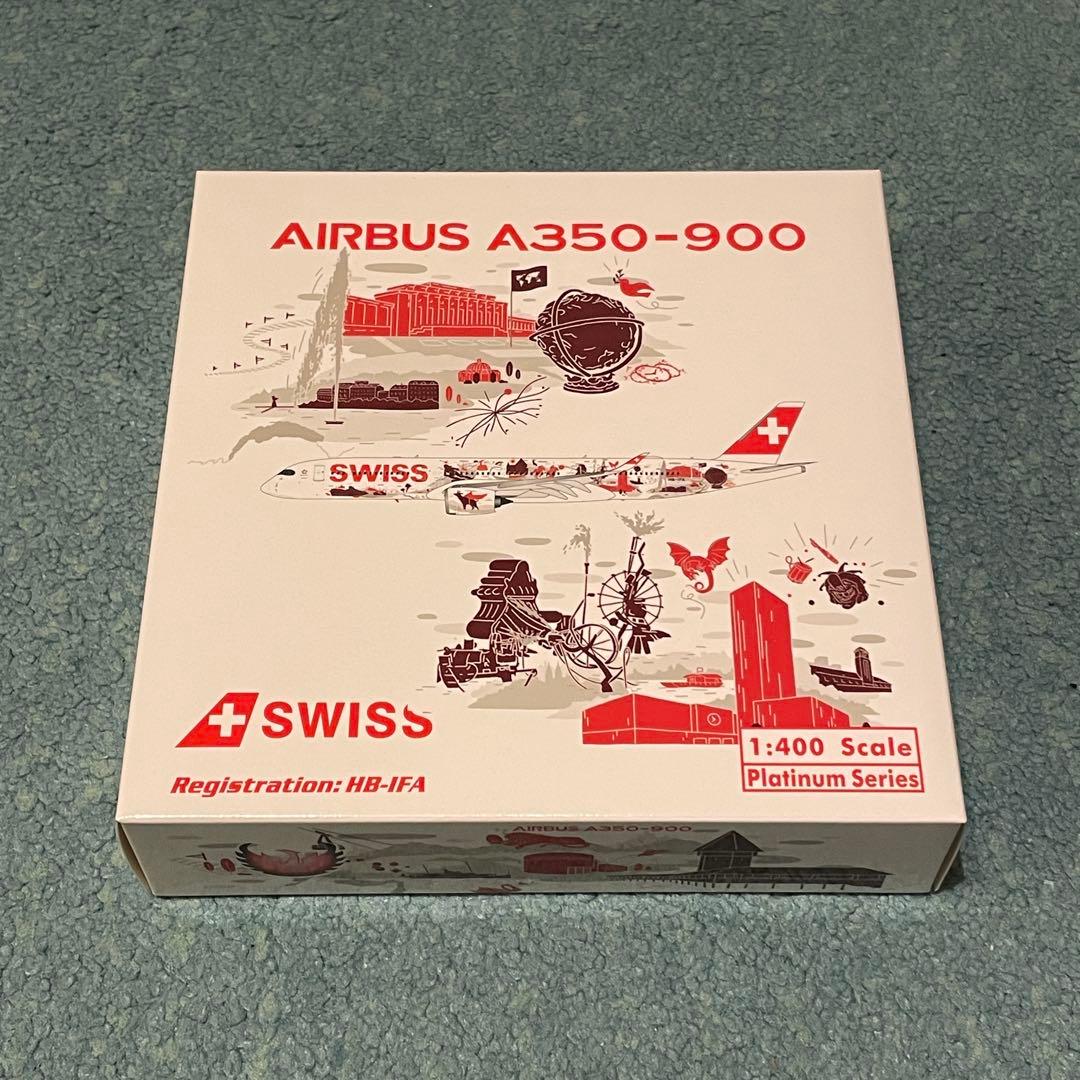 AIRBUS A350-900
SWISS
SWISS
Registration: HB-IFA
1:400 Scale
Platinum Series
AIRBUS A350-900